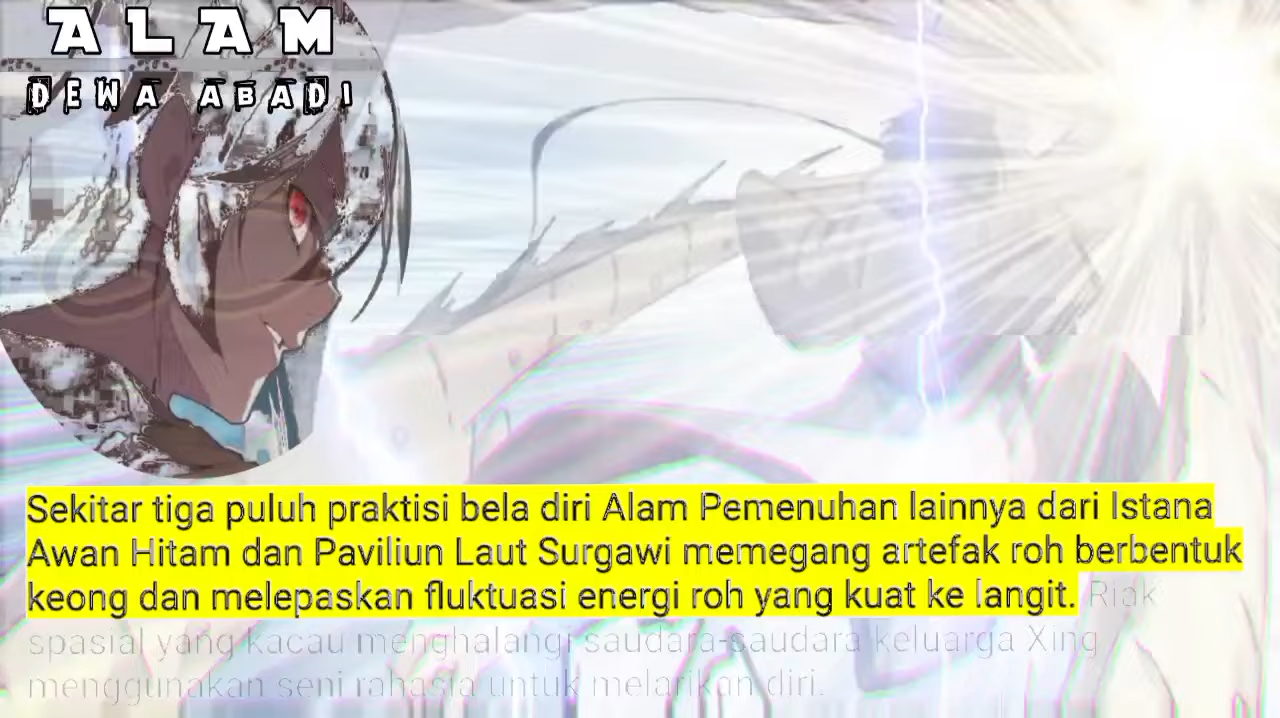 ALAM
DEWA ABADI
Sekitar tiga puluh praktisi bela diri Alam Pemenuhan lainnya dari Istana
Awan Hitam dan Paviliun Laut Surgawi memegang artefak roh berbentuk
keong dan melepaskan fluktuasi energi roh yang kuat ke langit. Riak
spasial yang kacau menghalangi saudara-saudara keluarga Xing
menggunakan seni rahasia untuk melarikan diri.